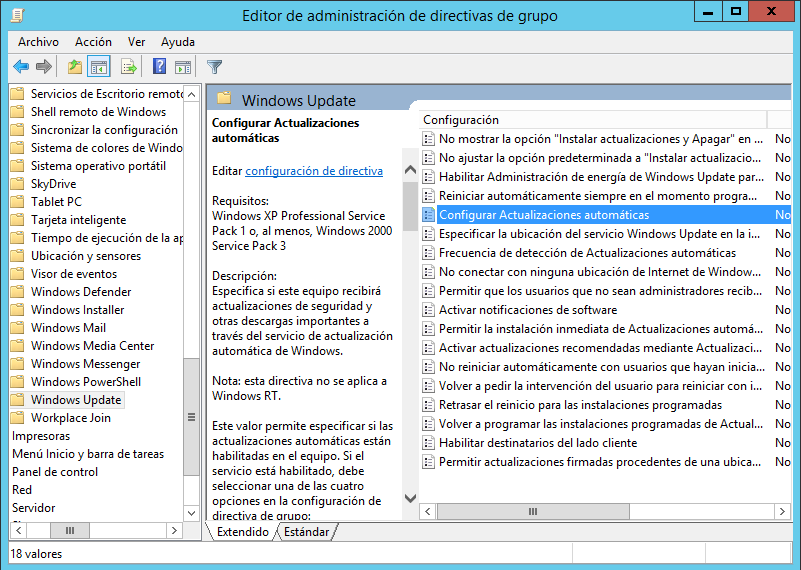 Editor de administración de directivas de grupo
Archivo Acción Ver Ayuda
Servicios de Escritorio remoto
Shell remoto de Windows
Sincronizar la configuración
Sistema de colores de Windo
Sistema operativo portátil
SkyDrive
Tablet PC
Tarjeta inteligente
Tiempo de ejecución de la ap
Ubicación y sensores
Visor de eventos
Windows Defender
Windows Installer
Windows Mail
Windows Media Center
Windows Messenger
Windows PowerShell
Windows Update
Workplace Join
Impresoras
Menú Inicio y barra de tareas
Panel de control
Red
Servidor
Windows Update
Configurar Actualizaciones
automáticas
Editar configuración de directiva
Requisitos:
Windows XP Professional Service
Pack 1 o, al menos, Windows 2000
Service Pack 3
Descripción:
Especifica si este equipo recibirá
actualizaciones de seguridad y
otras descargas importantes a
través del servicio de actualización
automática de Windows.
Nota: esta directiva no se aplica a
Windows RT.
Este valor permite especificar si las
actualizaciones automáticas están
habilitadas en el equipo. Si el
servicio está habilitado, debe
seleccionar una de las cuatro
opciones en la configuración de
directiva de grupo:
Configuración
No mostrar la opción "Instalar actualizaciones y Apagar" en ... No
No ajustar la opción predeterminada a "Instalar actualizacio... No
Habilitar Administración de energía de Windows Update par... No
Reiniciar automáticamente siempre en el momento progra... No
Configurar Actualizaciones automáticas No
Especificar la ubicación del servicio Windows Update en la i... No
Frecuencia de detección de Actualizaciones automáticas No
No conectar con ninguna ubicación de Internet de Window... No
Permitir que los usuarios que no sean administradores recib... No
Activar notificaciones de software No
Permitir la instalación inmediata de Actualizaciones automá... No
Activar actualizaciones recomendadas mediante Actualizaci... No
No reiniciar automáticamente con usuarios que hayan inicia... No
Volver a pedir la intervención del usuario para reiniciar con i... No
Retrasar el reinicio para las instalaciones programadas No
Volver a programar las instalaciones programadas de Actual... No
Habilitar destinatarios del lado cliente No
Permitir actualizaciones firmadas procedentes de una ubica... No
Extendido Estándar
18 valores